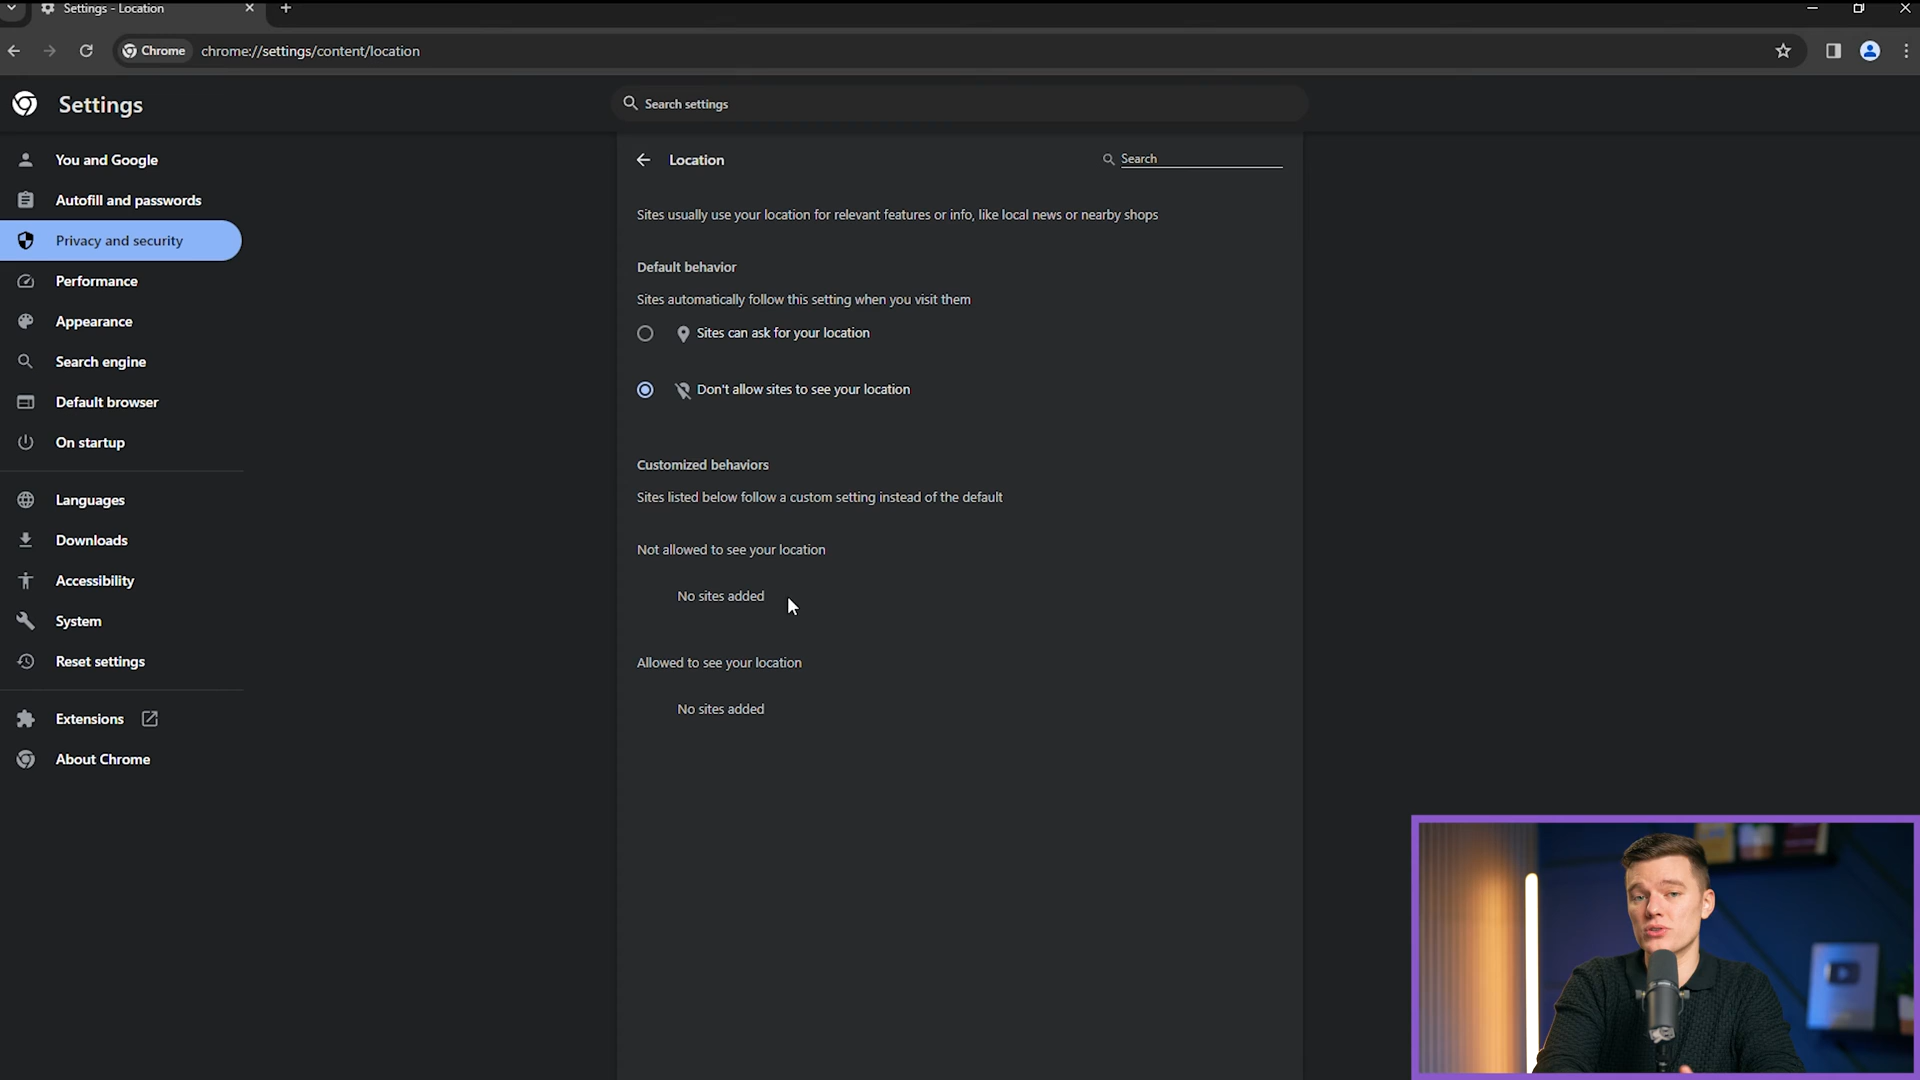 Settings - Location
Chrome
chrome://settings/content/location
Settings
Search settings
You and Google
Autofill and passwords
Privacy and security
Performance
Appearance
Search engine
Default browser
On startup
Languages
Downloads
Accessibility
System
Reset settings
Extensions
About Chrome
Location
Search
Sites usually use your location for relevant features or info, like local news or nearby shops
Default behavior
Sites automatically follow this setting when you visit them
Sites can ask for your location
Don't allow sites to see your location
Customized behaviors
Sites listed below follow a custom setting instead of the default
Not allowed to see your location
No sites added
Allowed to see your location
No sites added